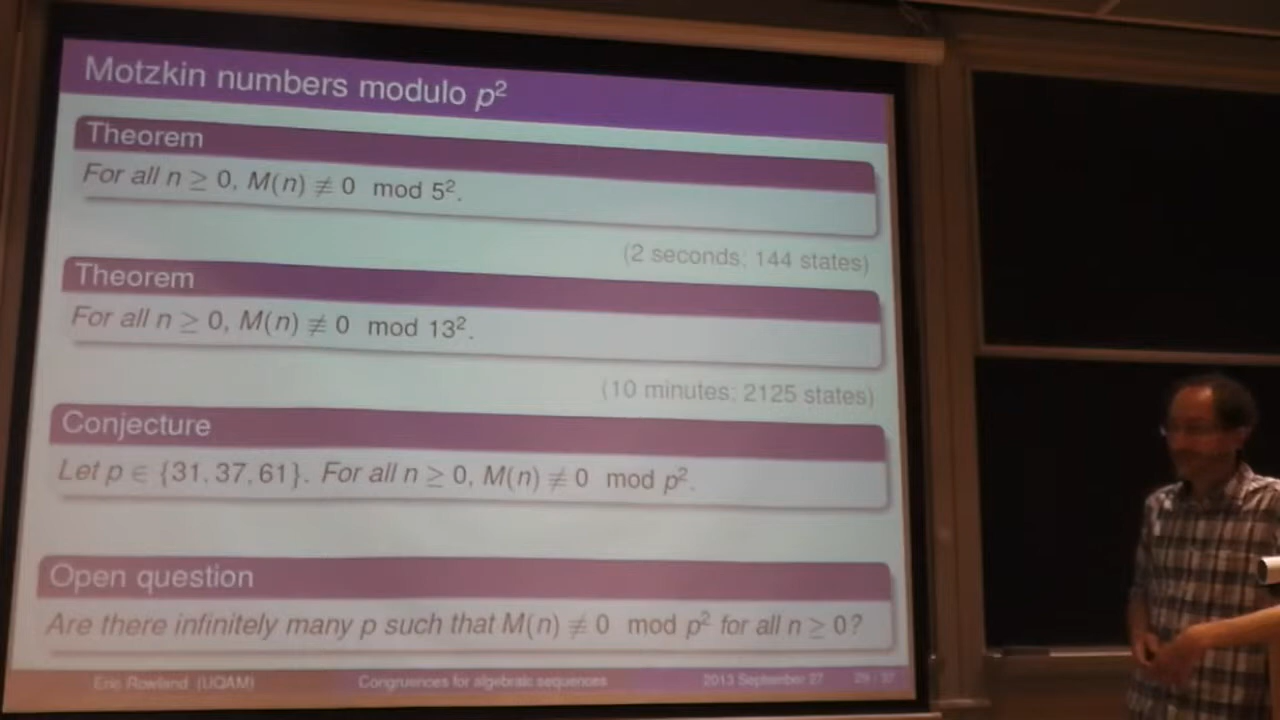 Motzkin numbers modulo p²
Theorem
For all n ≥ 0, M(n) ≢ 0 mod 5².
(2 seconds; 144 states)
Theorem
For all n ≥ 0, M(n) ≢ 0 mod 13².
(10 minutes; 2125 states)
Conjecture
Let p ∈ {31, 37, 61}. For all n ≥ 0, M(n) ≢ 0 mod p².
Open question
Are there infinitely many p such that M(n) ≢ 0 mod p² for all n ≥ 0?
Eric Rowland (UQAM) Congruences for algebraic sequences 2013 September 27 29 / 32